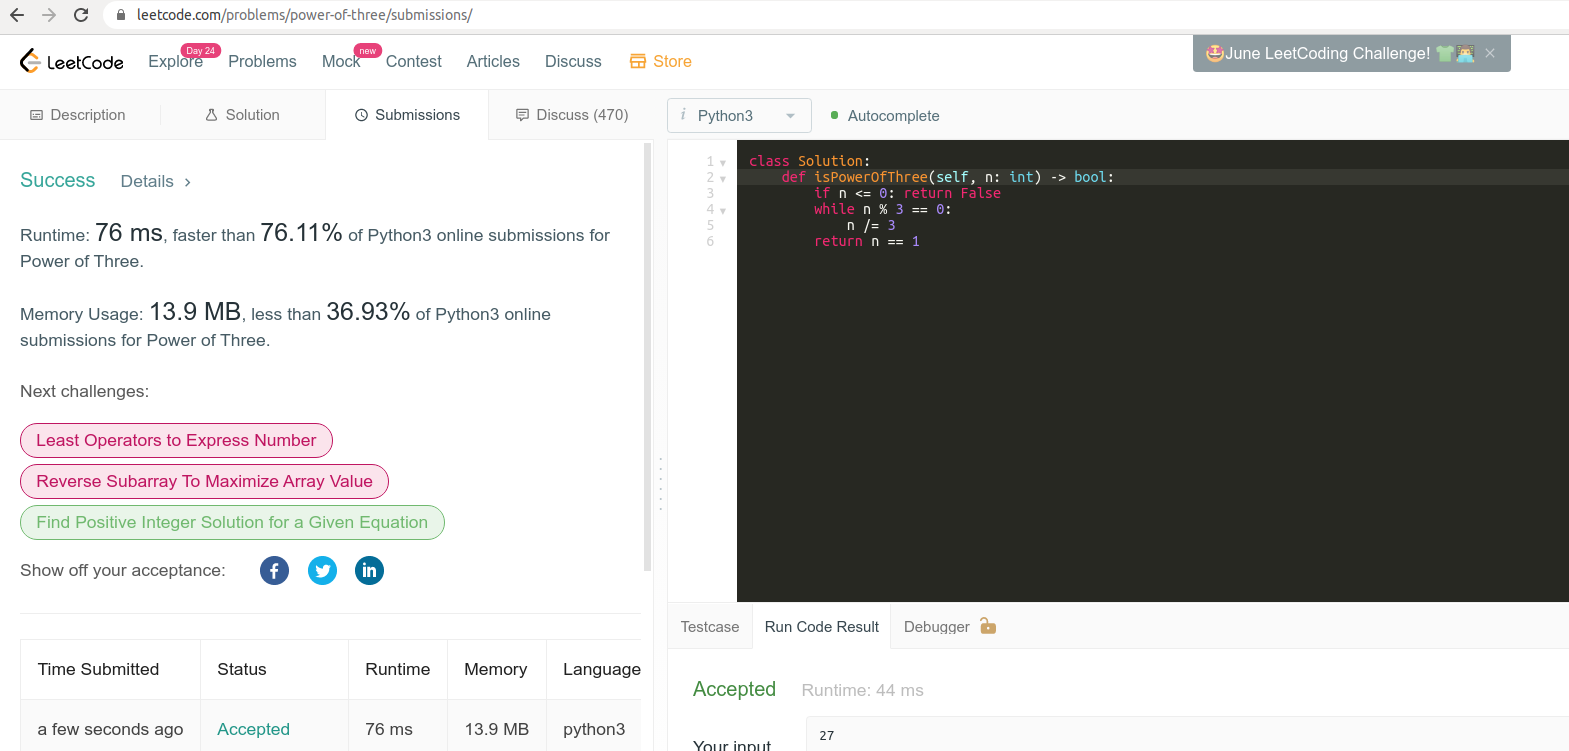 leetcode.com/problems/power-of-three/submissions/
LeetCode Explore Day 24 Problems Mock new Contest Articles Discuss Store
🤩June LeetCoding Challenge! 👕👨‍💻 ×
Description Solution Submissions Discuss (470) i Python3 Autocomplete
Success Details >
Runtime: 76 ms, faster than 76.11% of Python3 online submissions for
Power of Three.
Memory Usage: 13.9 MB, less than 36.93% of Python3 online
submissions for Power of Three.
Next challenges:
Least Operators to Express Number
Reverse Subarray To Maximize Array Value
Find Positive Integer Solution for a Given Equation
Show off your acceptance: f in
Time Submitted Status Runtime Memory Language
a few seconds ago Accepted 76 ms 13.9 MB python3
1 class Solution:
2     def isPowerOfThree(self, n: int) -> bool:
3         if n <= 0: return False
4         while n % 3 == 0:
5             n /= 3
6         return n == 1
Testcase Run Code Result Debugger
Accepted Runtime: 44 ms
Your input 27